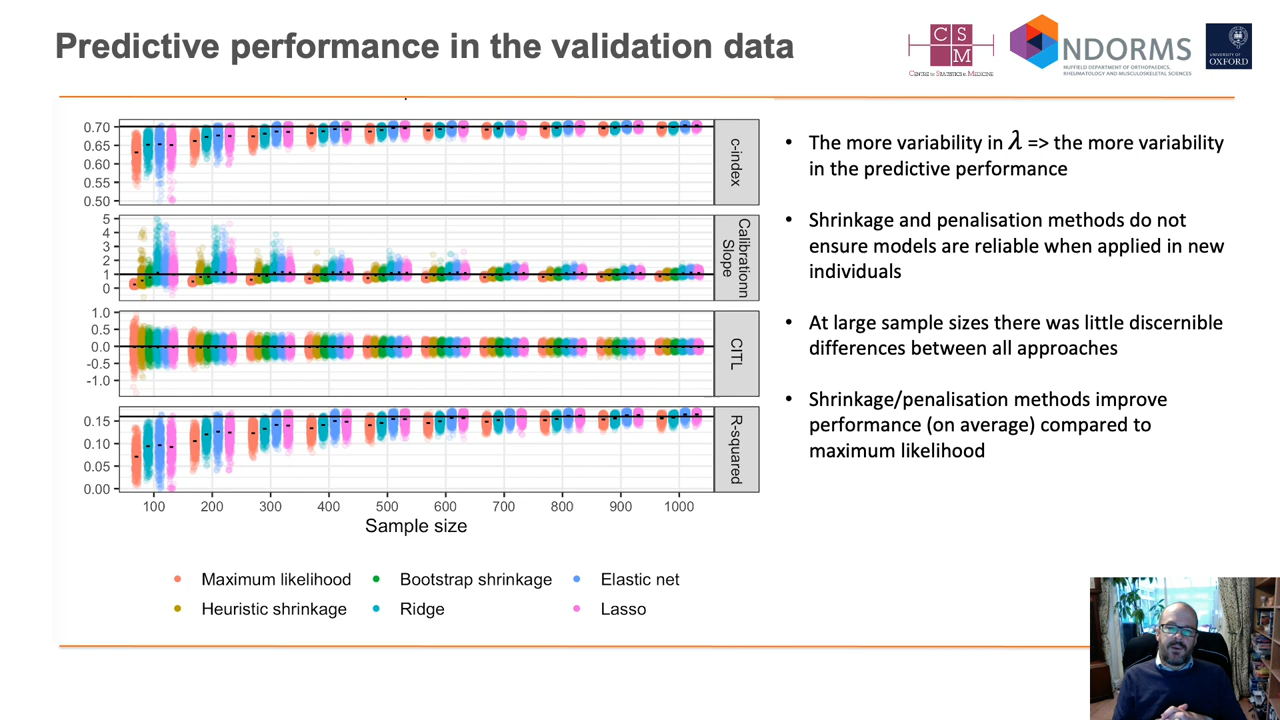 Predictive performance in the validation data
C S
M
CENTRE for STATISTICS in MEDICINE
NDORMS
NUFFIELD DEPARTMENT OF ORTHOPAEDICS,
RHEUMATOLOGY AND MUSCULOSKELETAL SCIENCES
UNIVERSITY OF
OXFORD
0.70
0.65
0.60
0.55
0.50
c-index
5
4
3
2
1
0
Calibrationn
Slope
1.0
0.5
0.0
-0.5
-1.0
CITL
0.15
0.10
0.05
0.00
R-squared
100 200 300 400 500 600 700 800 900 1000
Sample size
Maximum likelihood
Bootstrap shrinkage
Elastic net
Heuristic shrinkage
Ridge
Lasso
• The more variability in λ => the more variability
in the predictive performance
• Shrinkage and penalisation methods do not
ensure models are reliable when applied in new
individuals
• At large sample sizes there was little discernible
differences between all approaches
• Shrinkage/penalisation methods improve
performance (on average) compared to
maximum likelihood